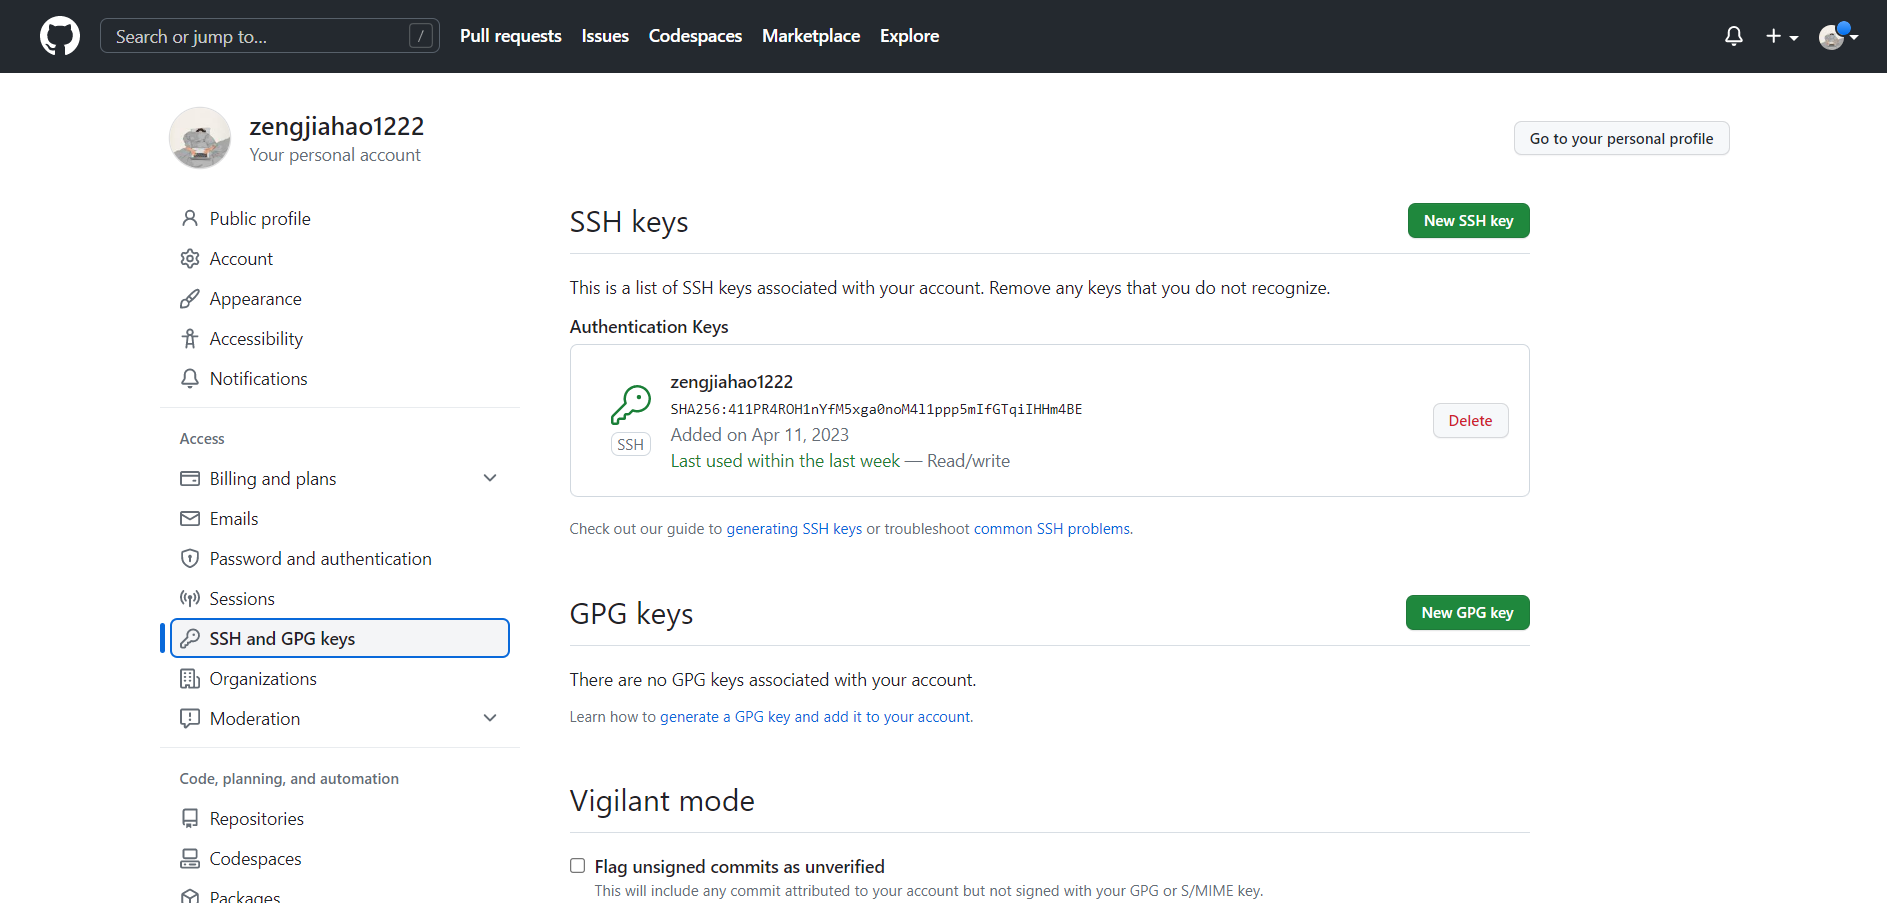 Search or jump to...
/
Pull requests
Issues
Codespaces
Marketplace
Explore
zengjiahao1222
Your personal account
Go to your personal profile
Public profile
Account
Appearance
Accessibility
Notifications
Access
Billing and plans
Emails
Password and authentication
Sessions
SSH and GPG keys
Organizations
Moderation
Code, planning, and automation
Repositories
Codespaces
Packages
SSH keys
New SSH key
This is a list of SSH keys associated with your account. Remove any keys that you do not recognize.
Authentication Keys
zengjiahao1222
SHA256:411PR4ROH1nYfM5xga0noM4l1ppp5mIfGTqiIHHm4BE
SSH
Added on Apr 11, 2023
Last used within the last week — Read/write
Delete
Check out our guide to generating SSH keys or troubleshoot common SSH problems.
GPG keys
New GPG key
There are no GPG keys associated with your account.
Learn how to generate a GPG key and add it to your account.
Vigilant mode
Flag unsigned commits as unverified
This will include any commit attributed to your account but not signed with your GPG or S/MIME key.